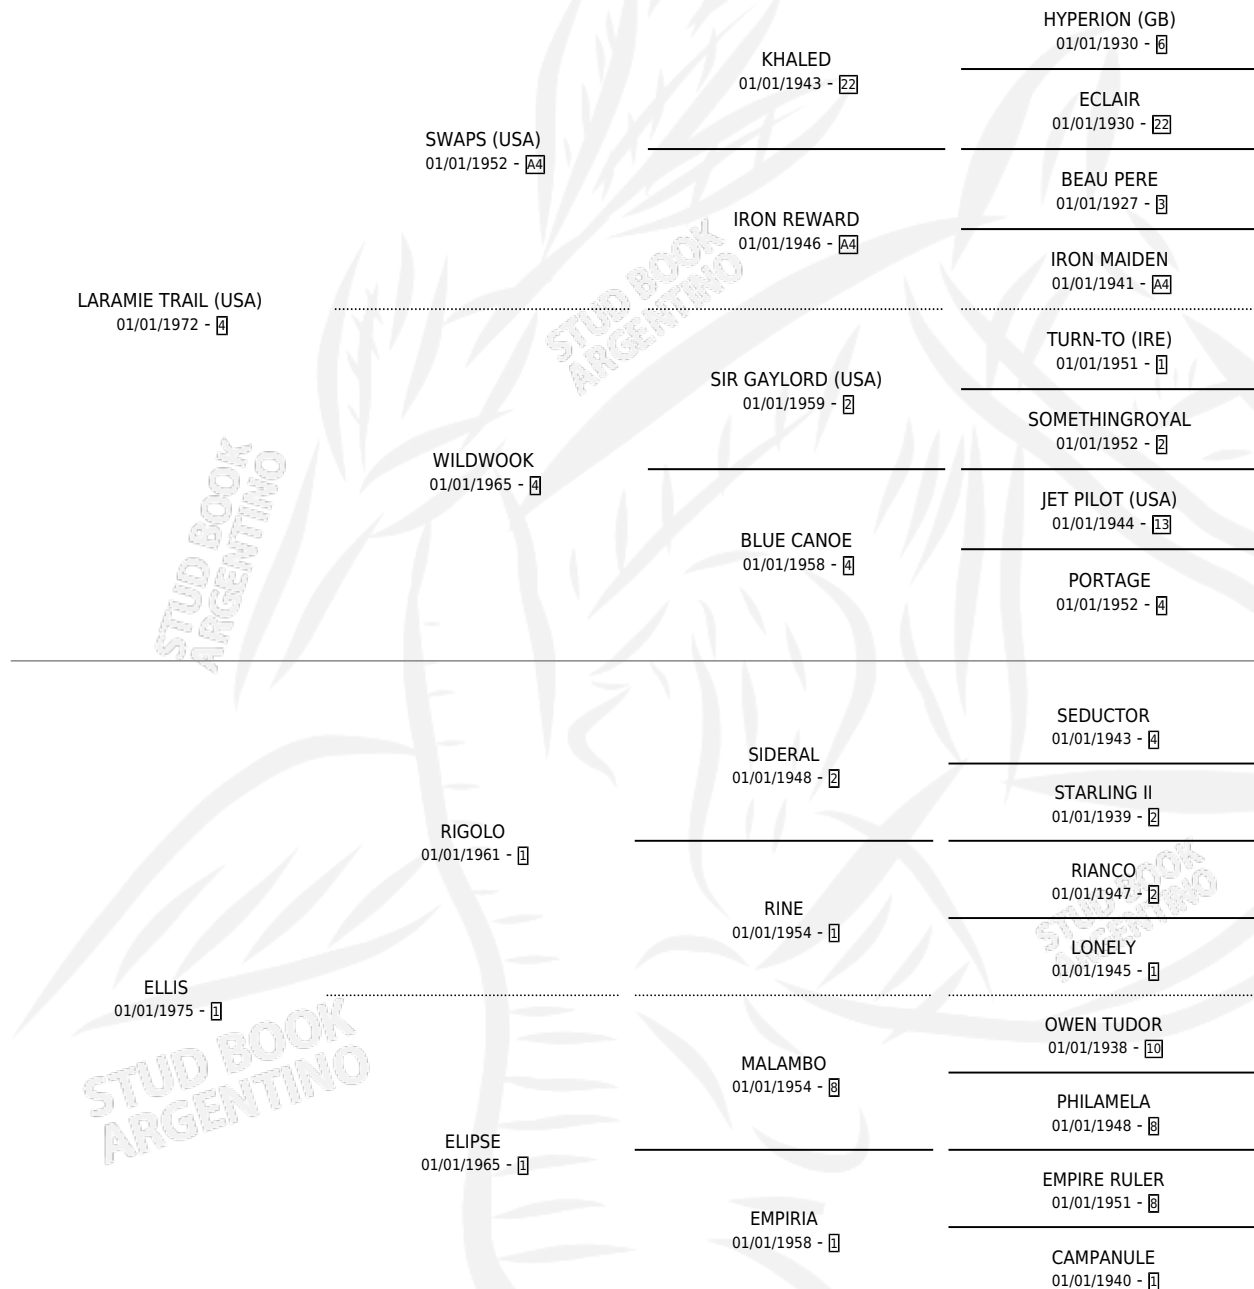 HYPERION (GB)
01/01/1930 - 6
KHALED
01/01/1943 - 22
ECLAIR
01/01/1930 - 22
SWAPS (USA)
01/01/1952 - A4
BEAU PERE
01/01/1927 - 3
IRON REWARD
01/01/1946 - A4
IRON MAIDEN
01/01/1941 - A4
LARAMIE TRAIL (USA)
01/01/1972 - 4
TURN-TO (IRE)
01/01/1951 - 1
SIR GAYLORD (USA)
01/01/1959 - 2
SOMETHINGROYAL
01/01/1952 - 2
WILDWOOK
01/01/1965 - 4
JET PILOT (USA)
01/01/1944 - 13
BLUE CANOE
01/01/1958 - 4
PORTAGE
01/01/1952 - 4
SEDUCTOR
01/01/1943 - 4
SIDERAL
01/01/1948 - 2
STARLING II
01/01/1939 - 2
RIGOLO
01/01/1961 - 1
RIANCO
01/01/1947 - 2
RINE
01/01/1954 - 1
LONELY
01/01/1945 - 1
ELLIS
01/01/1975 - 1
OWEN TUDOR
01/01/1938 - 10
MALAMBO
01/01/1954 - 8
PHILAMELA
01/01/1948 - 8
ELIPSE
01/01/1965 - 1
EMPIRE RULER
01/01/1951 - 8
EMPIRIA
01/01/1958 - 1
CAMPANULE
01/01/1940 - 1
STUD BOOK
ARGENTINO
STUD BOOK
ARGENTINO
STUD BOOK
ARGENTINO
STUD BOOK
ARGENTINO